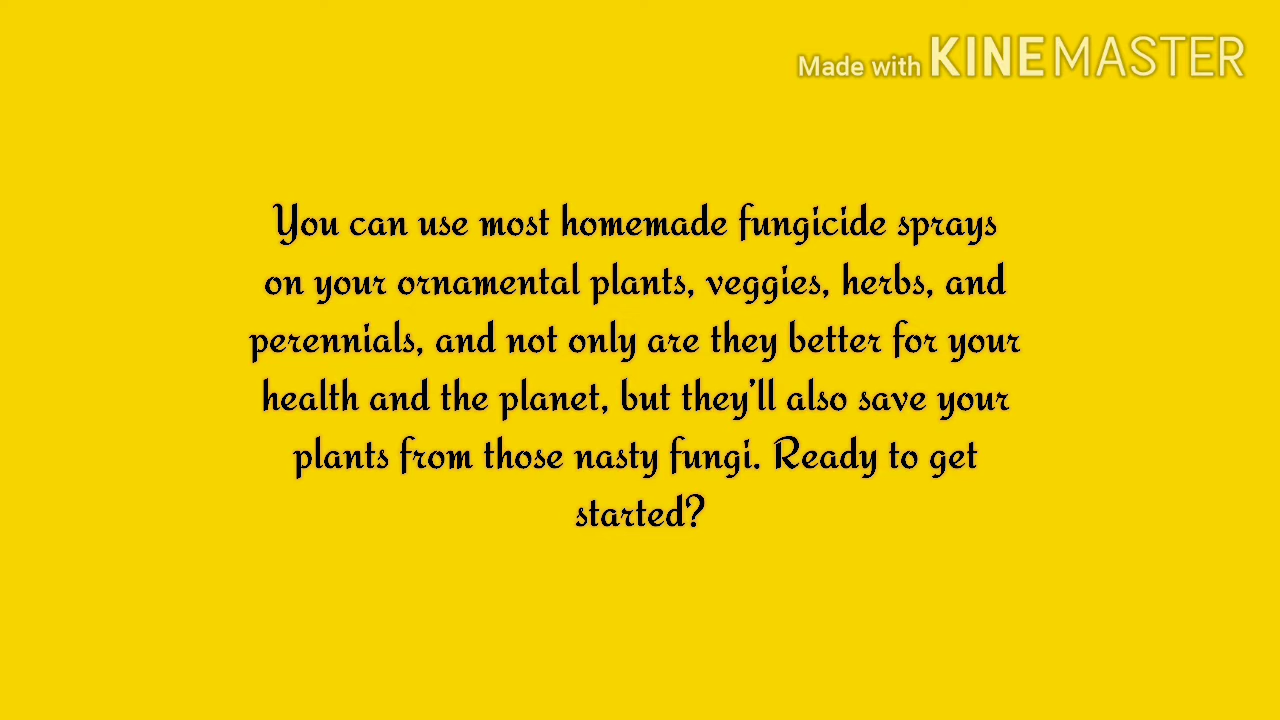 Made with KINEMASTER
You can use most homemade fungicide sprays
on your ornamental plants, veggies, herbs, and
perennials, and not only are they better for your
health and the planet, but they'll also save your
plants from those nasty fungi. Ready to get
started?